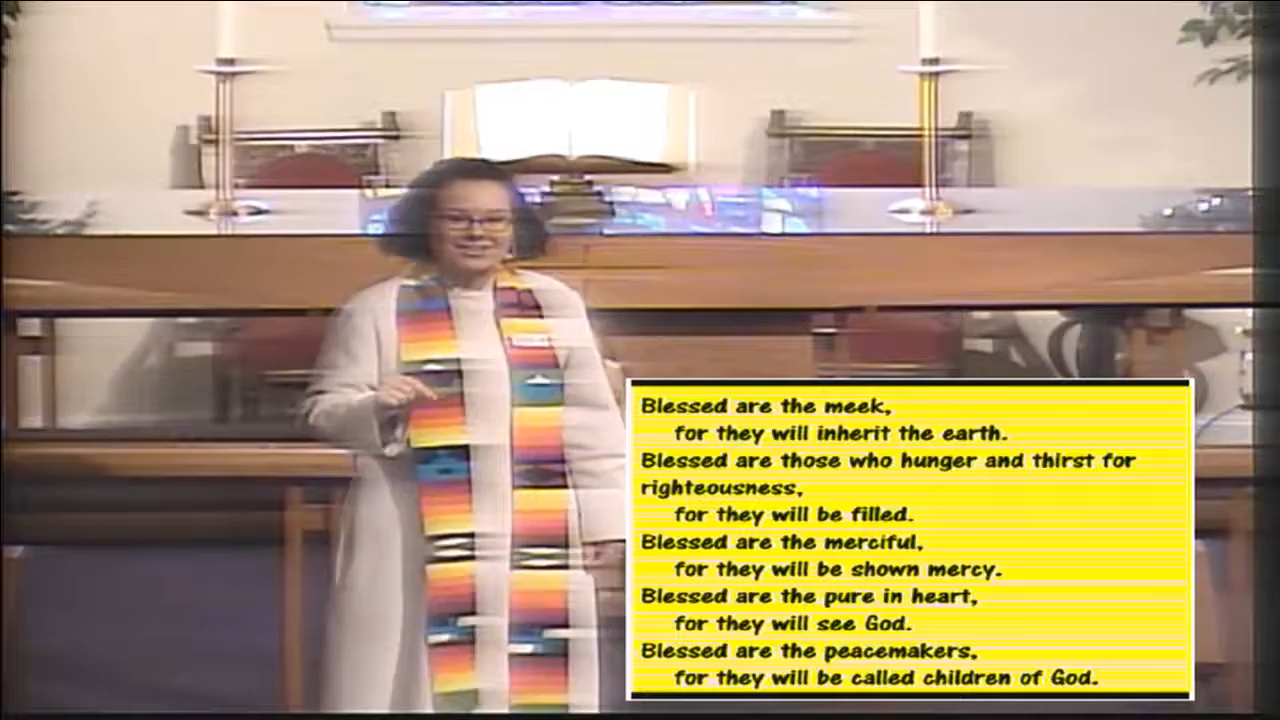 Blessed are the meek,
for they will inherit the earth.
Blessed are those who hunger and thirst for
righteousness,
for they will be filled.
Blessed are the merciful,
for they will be shown mercy.
Blessed are the pure in heart,
for they will see God.
Blessed are the peacemakers,
for they will be called children of God.